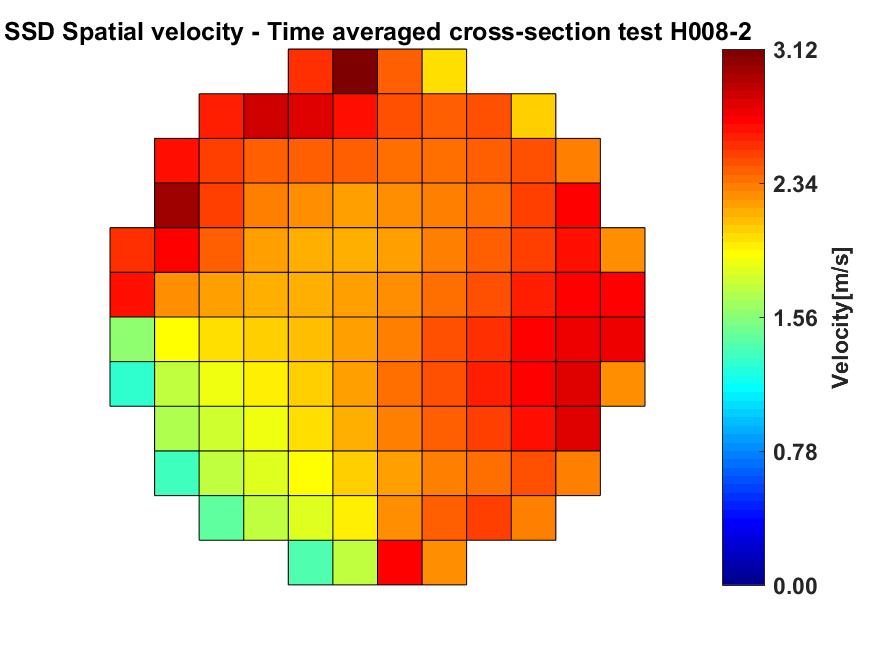 SSD Spatial velocity - Time averaged cross-section test H008-2
3.12
2.34
1.56
0.78
0.00
Velocity[m/s]